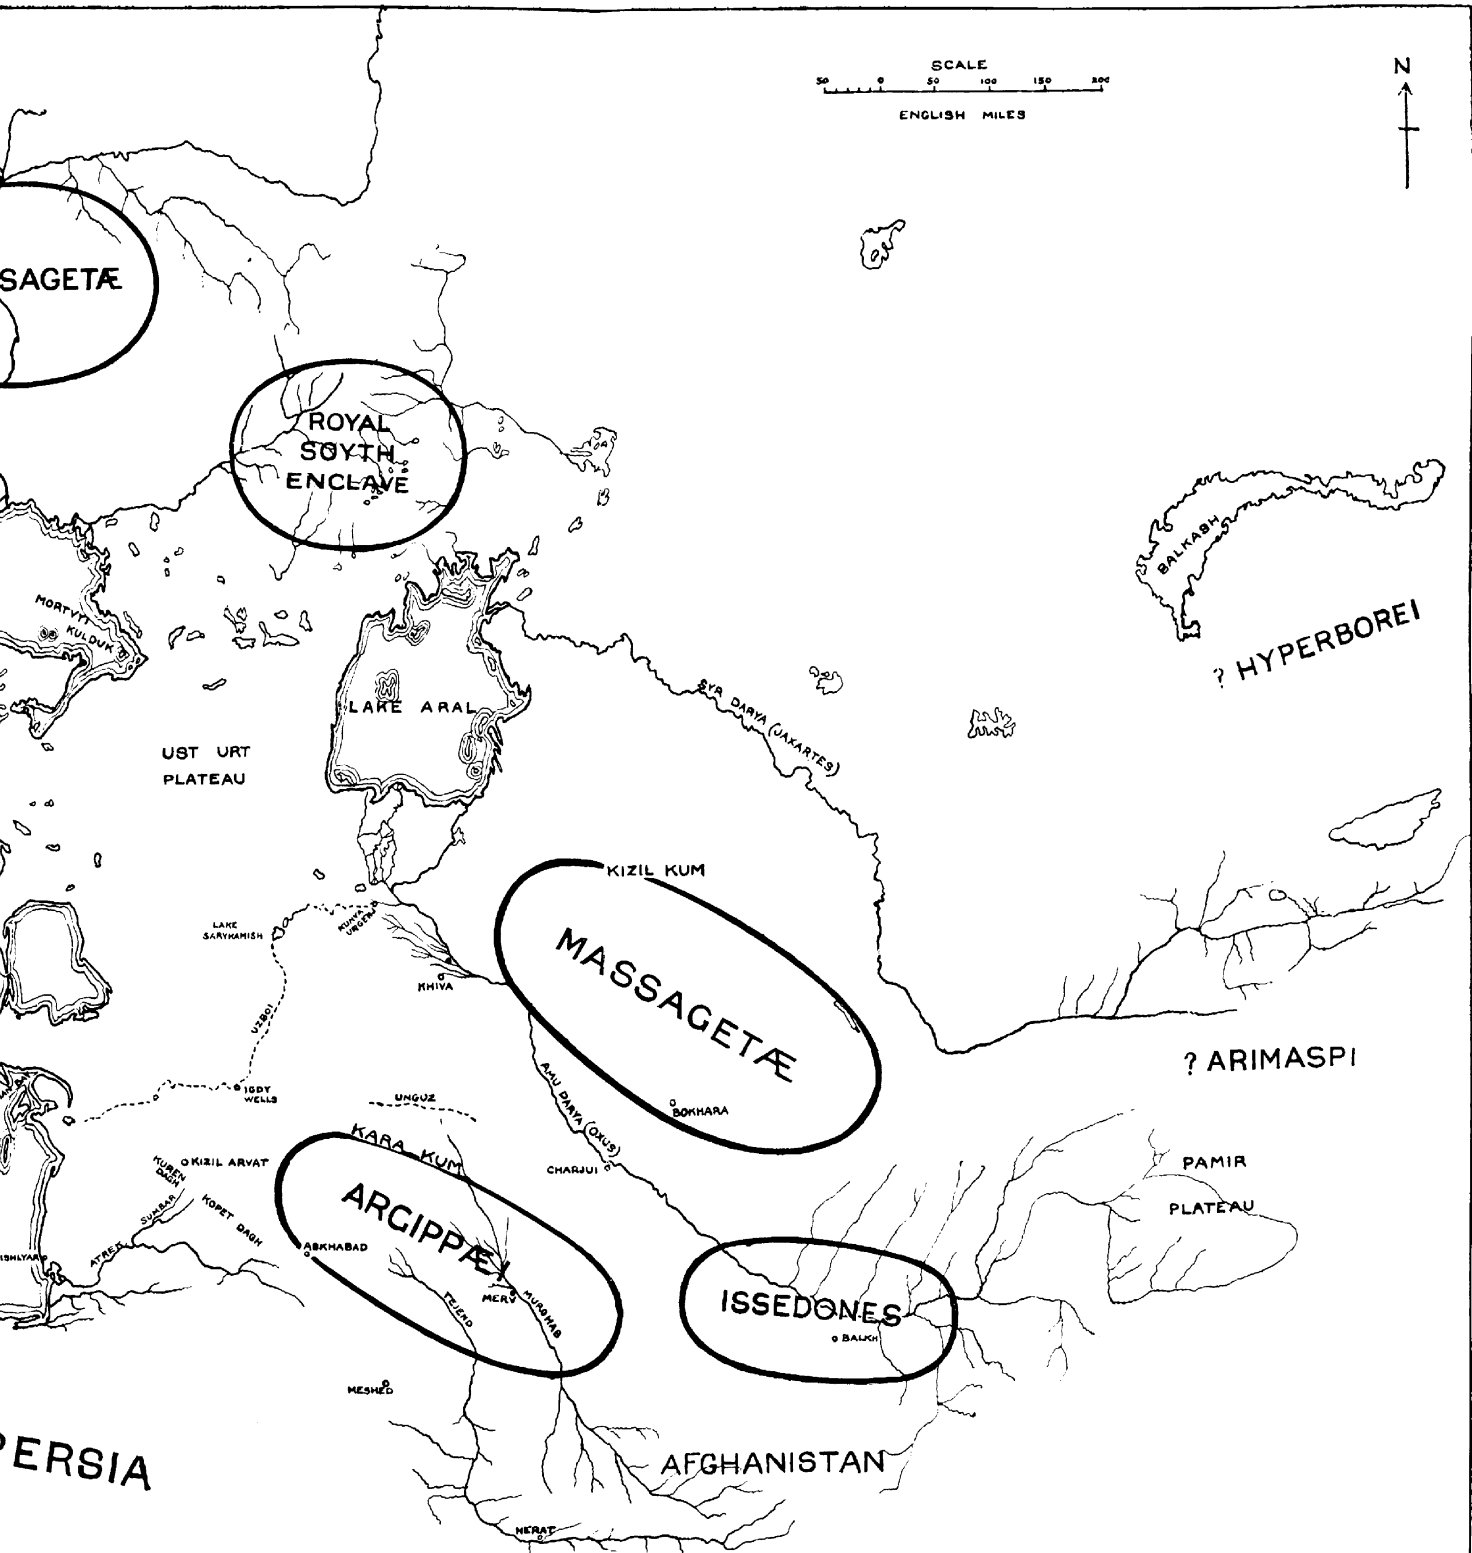 SCALE
50 0 50 100 150 200
ENGLISH MILES
N
SAGETÆ
ROYAL
SCYTH
ENCLAVE
BALKASH
MORTVYI
KULDUK
? HYPERBOREI
LAKE ARAL
SYR DARYA (JAXARTES)
UST URT
PLATEAU
KIZIL KUM
LAKE
SARYKAMISH
KUNYA
URGENJ
MASSAGETÆ
KHIVA
UZBOI
? ARIMASPI
IGDY
WELLS
UNGUZ
AMU DARYA (OXUS)
BOKHARA
KARA KUM
CHARJUI
KIZIL ARVAT
KUREN
DAGH
PAMIR
PLATEAU
SUMBAR
KOPET DAGH
ARGIPPÆI
ATREK
ASKHABAD
MERV
MURGHAB
TEJEND
ISSEDONES
BALKH
MESHED
PERSIA
AFGHANISTAN
HERAT